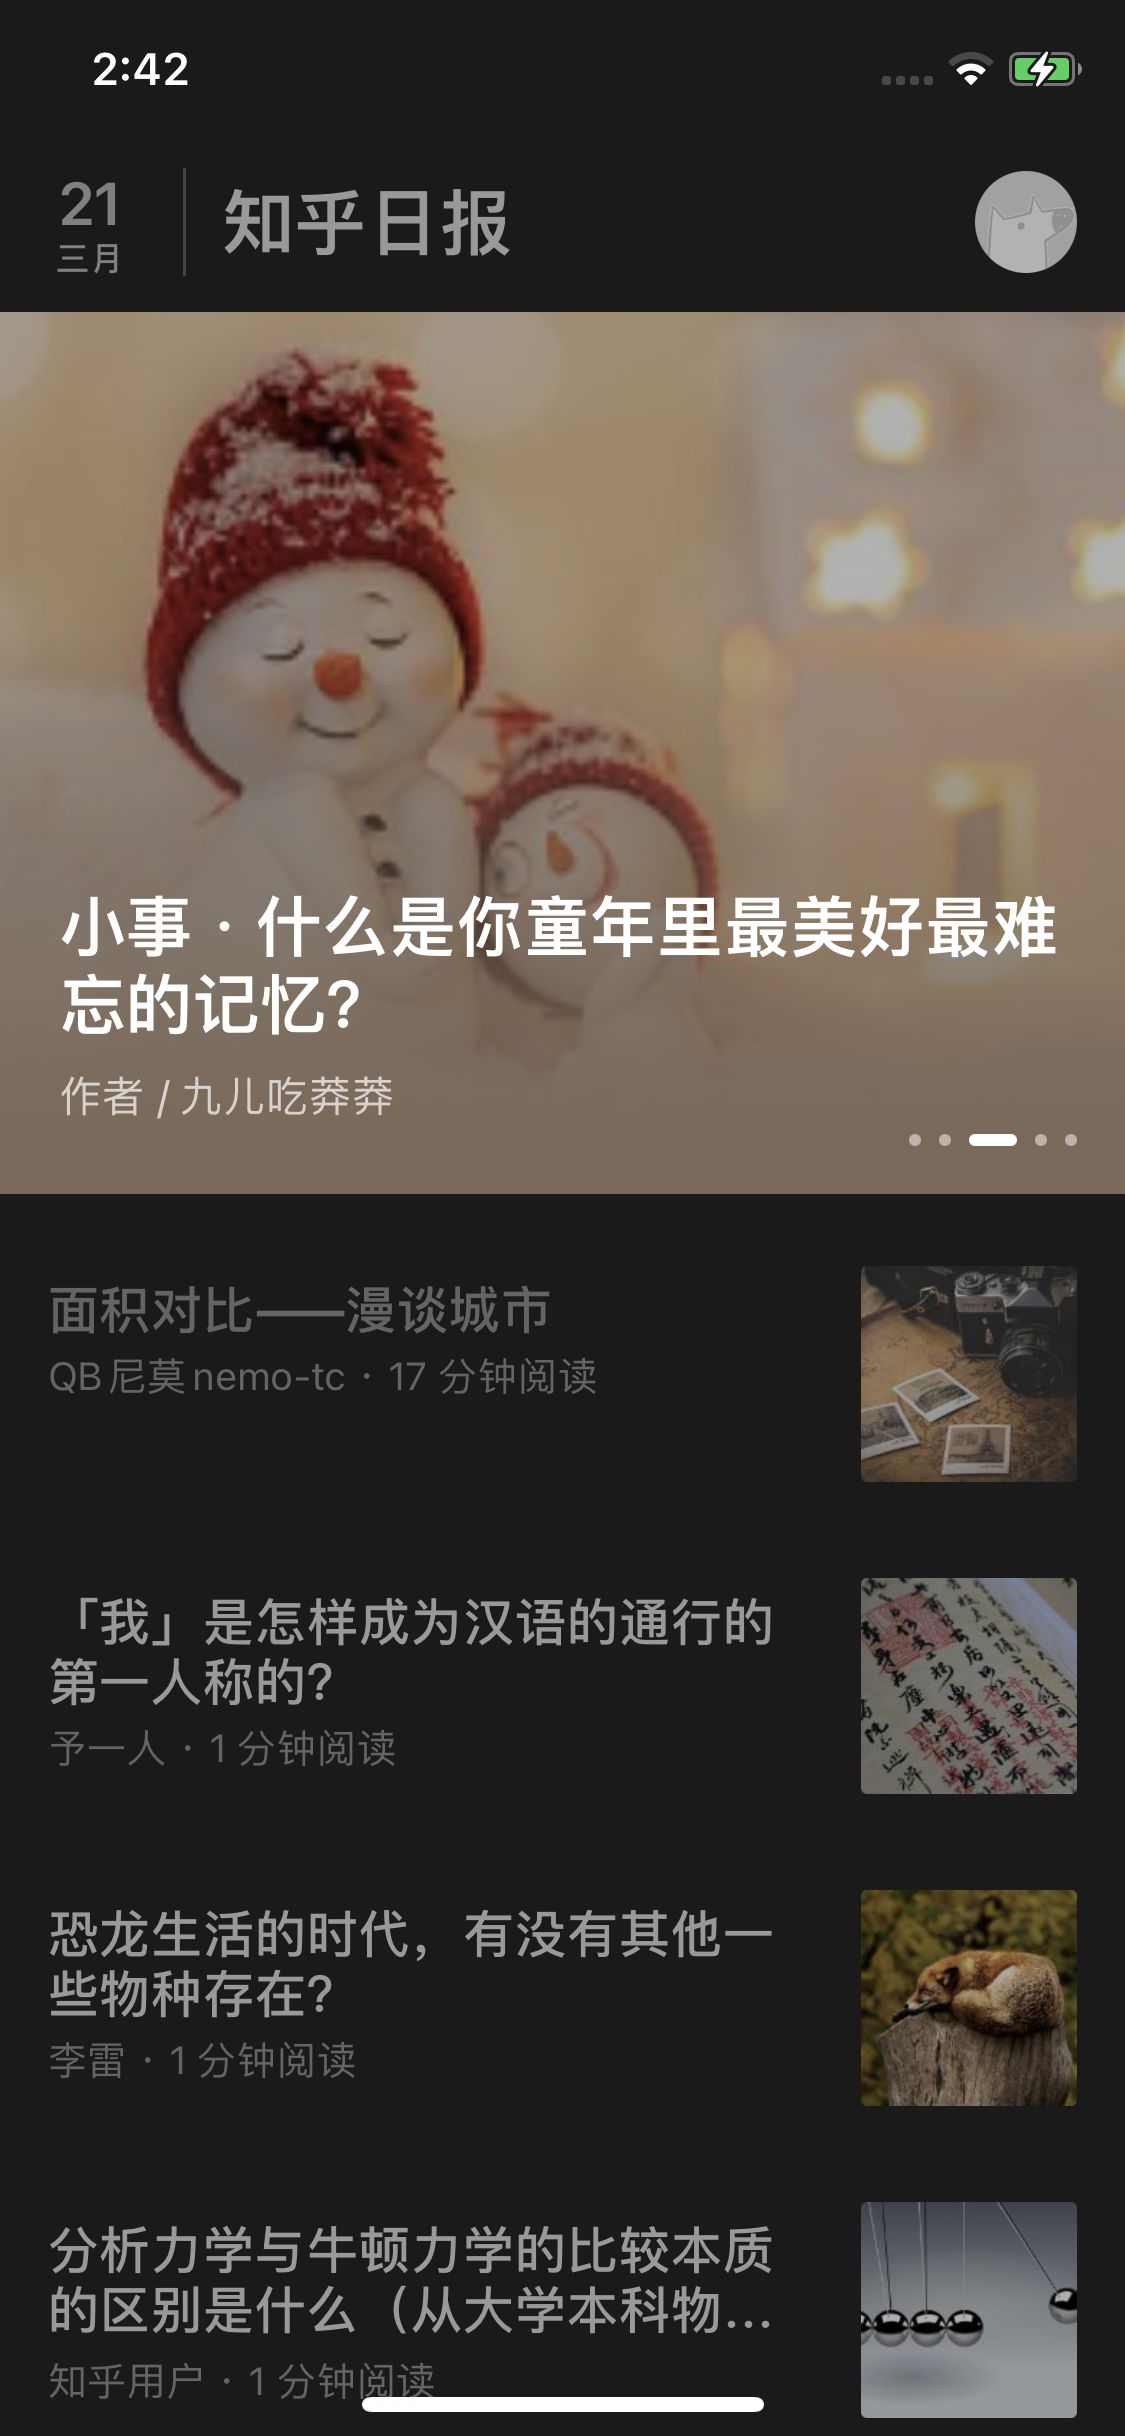 2:42
21
三月
知乎日报
小事 · 什么是你童年里最美好最难
忘的记忆?
作者 / 九儿吃莽莽
面积对比——漫谈城市
QB 尼莫 nemo-tc · 17 分钟阅读
「我」是怎样成为汉语的通行的
第一人称的?
予一人 · 1 分钟阅读
恐龙生活的时代，有没有其他一
些物种存在?
李雷 · 1 分钟阅读
分析力学与牛顿力学的比较本质
的区别是什么（从大学本科物...
知乎用户 · 1 分钟阅读